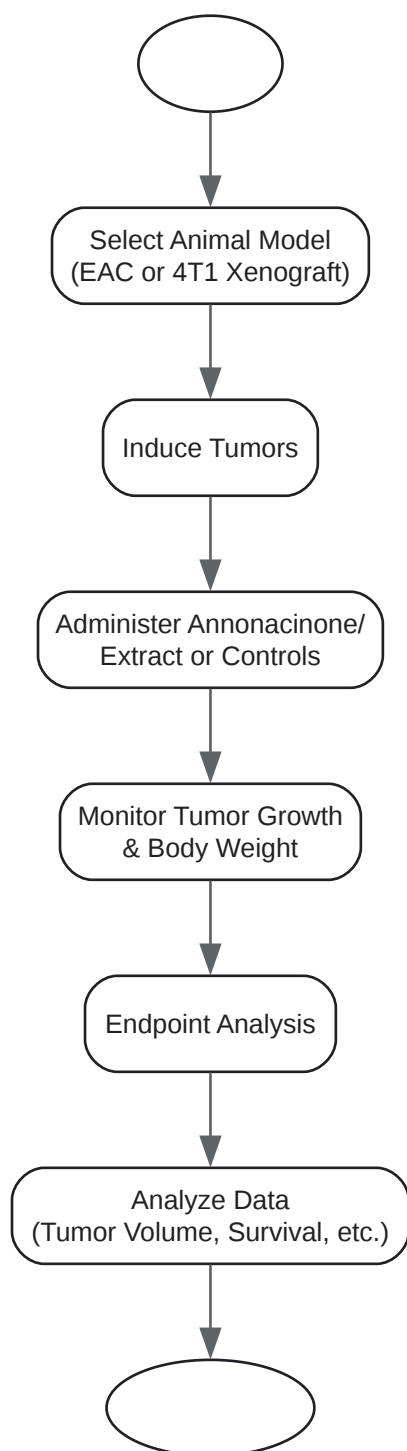 Select Animal Model
(EAC or 4T1 Xenograft)
Induce Tumors
Administer Annonacinone/
Extract or Controls
Monitor Tumor Growth
& Body Weight
Endpoint Analysis
Analyze Data
(Tumor Volume, Survival, etc.)